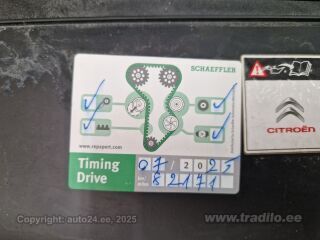 SCHAEFFLER
www.repxpert.com
Timing
Drive
07/2025
km/
miles
82171
CITROËN
Copyright: auto24.ee, 2025
www.tradilo.ee